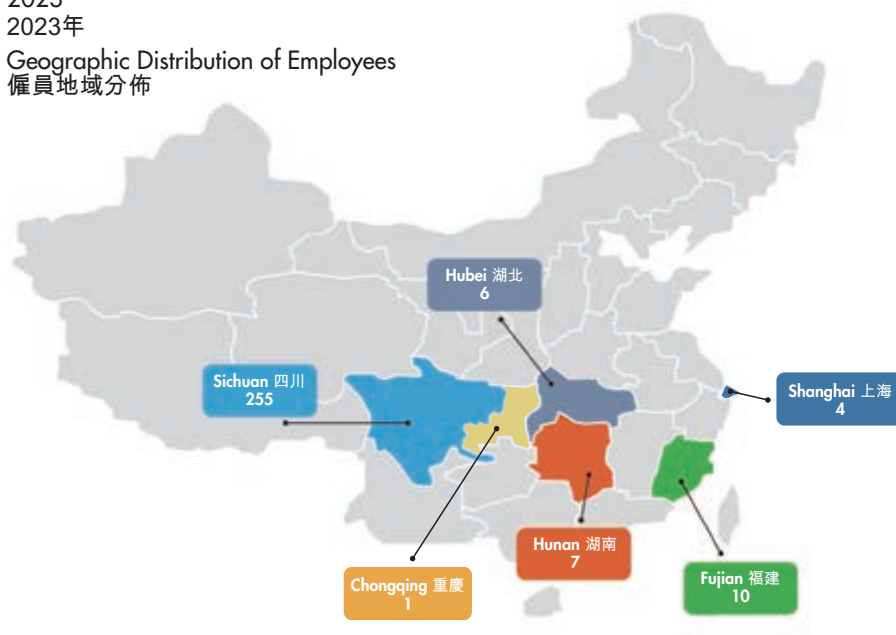 2023
2023年
Geographic Distribution of Employees
僱員地域分佈
Hubei 湖北
6
Sichuan 四川
255
Shanghai 上海
4
Hunan 湖南
7
Chongqing 重慶
1
Fujian 福建
10